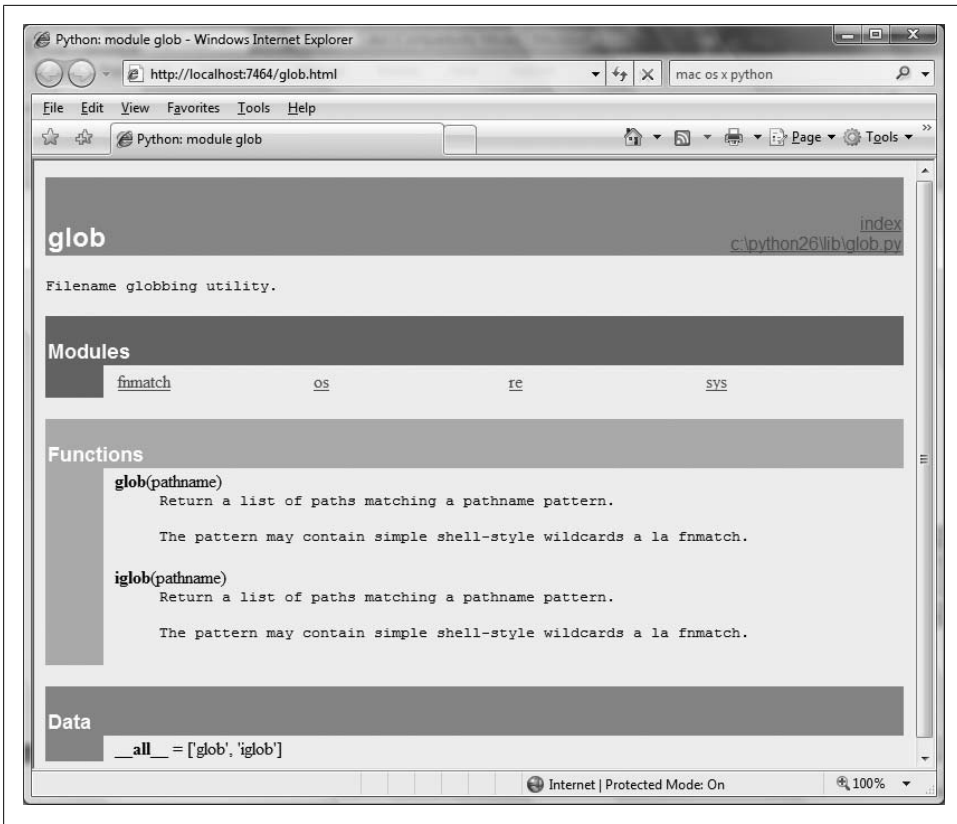 Python: module glob - Windows Internet Explorer
http://localhost:7464/glob.html
mac os x python
File Edit View Favorites Tools Help
Python: module glob
Page Tools »
glob
index
c:\python26\lib\glob.py
Filename globbing utility.
Modules
fnmatch os re sys
Functions
glob(pathname)
Return a list of paths matching a pathname pattern.
The pattern may contain simple shell-style wildcards a la fnmatch.
iglob(pathname)
Return a list of paths matching a pathname pattern.
The pattern may contain simple shell-style wildcards a la fnmatch.
Data
__all__ = ['glob', 'iglob']
Internet | Protected Mode: On 100%